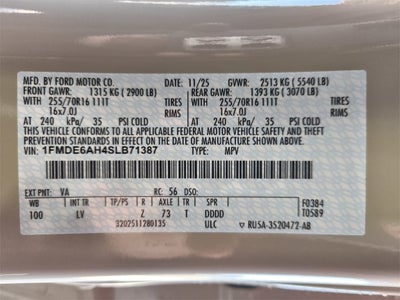 MFD. BY FORD MOTOR CO. 11/25 GVWR: 2513 KG ( 5540 LB)
FRONT GAWR: 1315 KG ( 2900 LB) REAR GAWR: 1393 KG ( 3070 LB)
WITH TIRES WITH TIRES
255/70R16 111T 255/70R16 111T
16x7.0J RIMS 16x7.0J RIMS
AT 240 kPa/ 35 PSI COLD AT 240 kPa/ 35 PSI COLD
THIS VEHICLE CONFORMS TO ALL APPLICABLE FEDERAL MOTOR VEHICLE
SAFETY, BUMPER, AND THEFT PREVENTION STANDARDS IN EFFECT ON THE DATE OF
MANUFACTURE SHOWN ABOVE.
VIN: 1FMDE6AH4SLB71387 TYPE: MPV
EXT PNT: VA RC: 56 DSO:
WB INT TR TP/PS R AXLE TR SPR F0384
100 LV Z 73 T DDDD T0589
3202511280135 ULC RU5A-3520472-AB